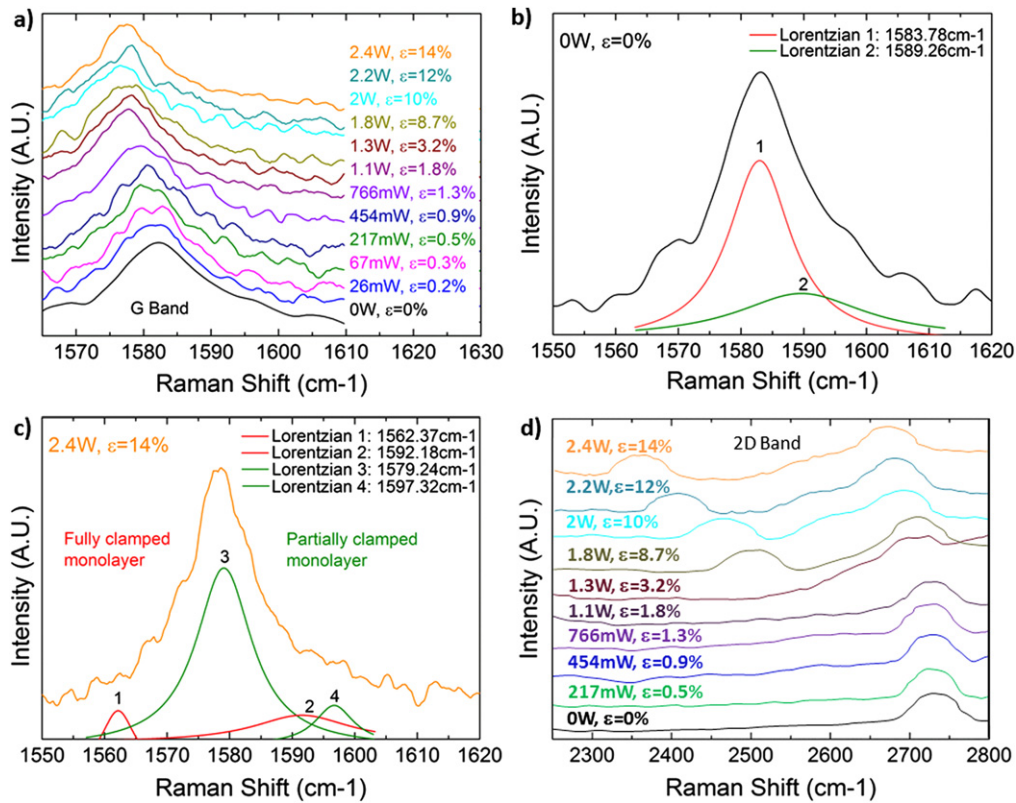 a)
Intensity (A.U.)
2.4W, ε=14%
2.2W, ε=12%
2W, ε=10%
1.8W, ε=8.7%
1.3W, ε=3.2%
1.1W, ε=1.8%
766mW, ε=1.3%
454mW, ε=0.9%
217mW, ε=0.5%
67mW, ε=0.3%
26mW, ε=0.2%
0W, ε=0%
G Band
1570 1580 1590 1600 1610 1620 1630
Raman Shift (cm-1)
b)
Intensity (A.U.)
0W, ε=0%
Lorentzian 1: 1583.78cm-1
Lorentzian 2: 1589.26cm-1
1
2
1550 1560 1570 1580 1590 1600 1610 1620
Raman Shift (cm-1)
c)
Intensity (A.U.)
2.4W, ε=14%
Lorentzian 1: 1562.37cm-1
Lorentzian 2: 1592.18cm-1
Lorentzian 3: 1579.24cm-1
Lorentzian 4: 1597.32cm-1
Fully clamped
monolayer
Partially clamped
monolayer
3
1
2
4
1550 1560 1570 1580 1590 1600 1610 1620
Raman Shift (cm-1)
d)
Intensity (A.U.)
2D Band
2.4W, ε=14%
2.2W,ε=12%
2W, ε=10%
1.8W, ε=8.7%
1.3W, ε=3.2%
1.1W, ε=1.8%
766mW, ε=1.3%
454mW, ε=0.9%
217mW, ε=0.5%
0W, ε=0%
2300 2400 2500 2600 2700 2800
Raman Shift (cm-1)